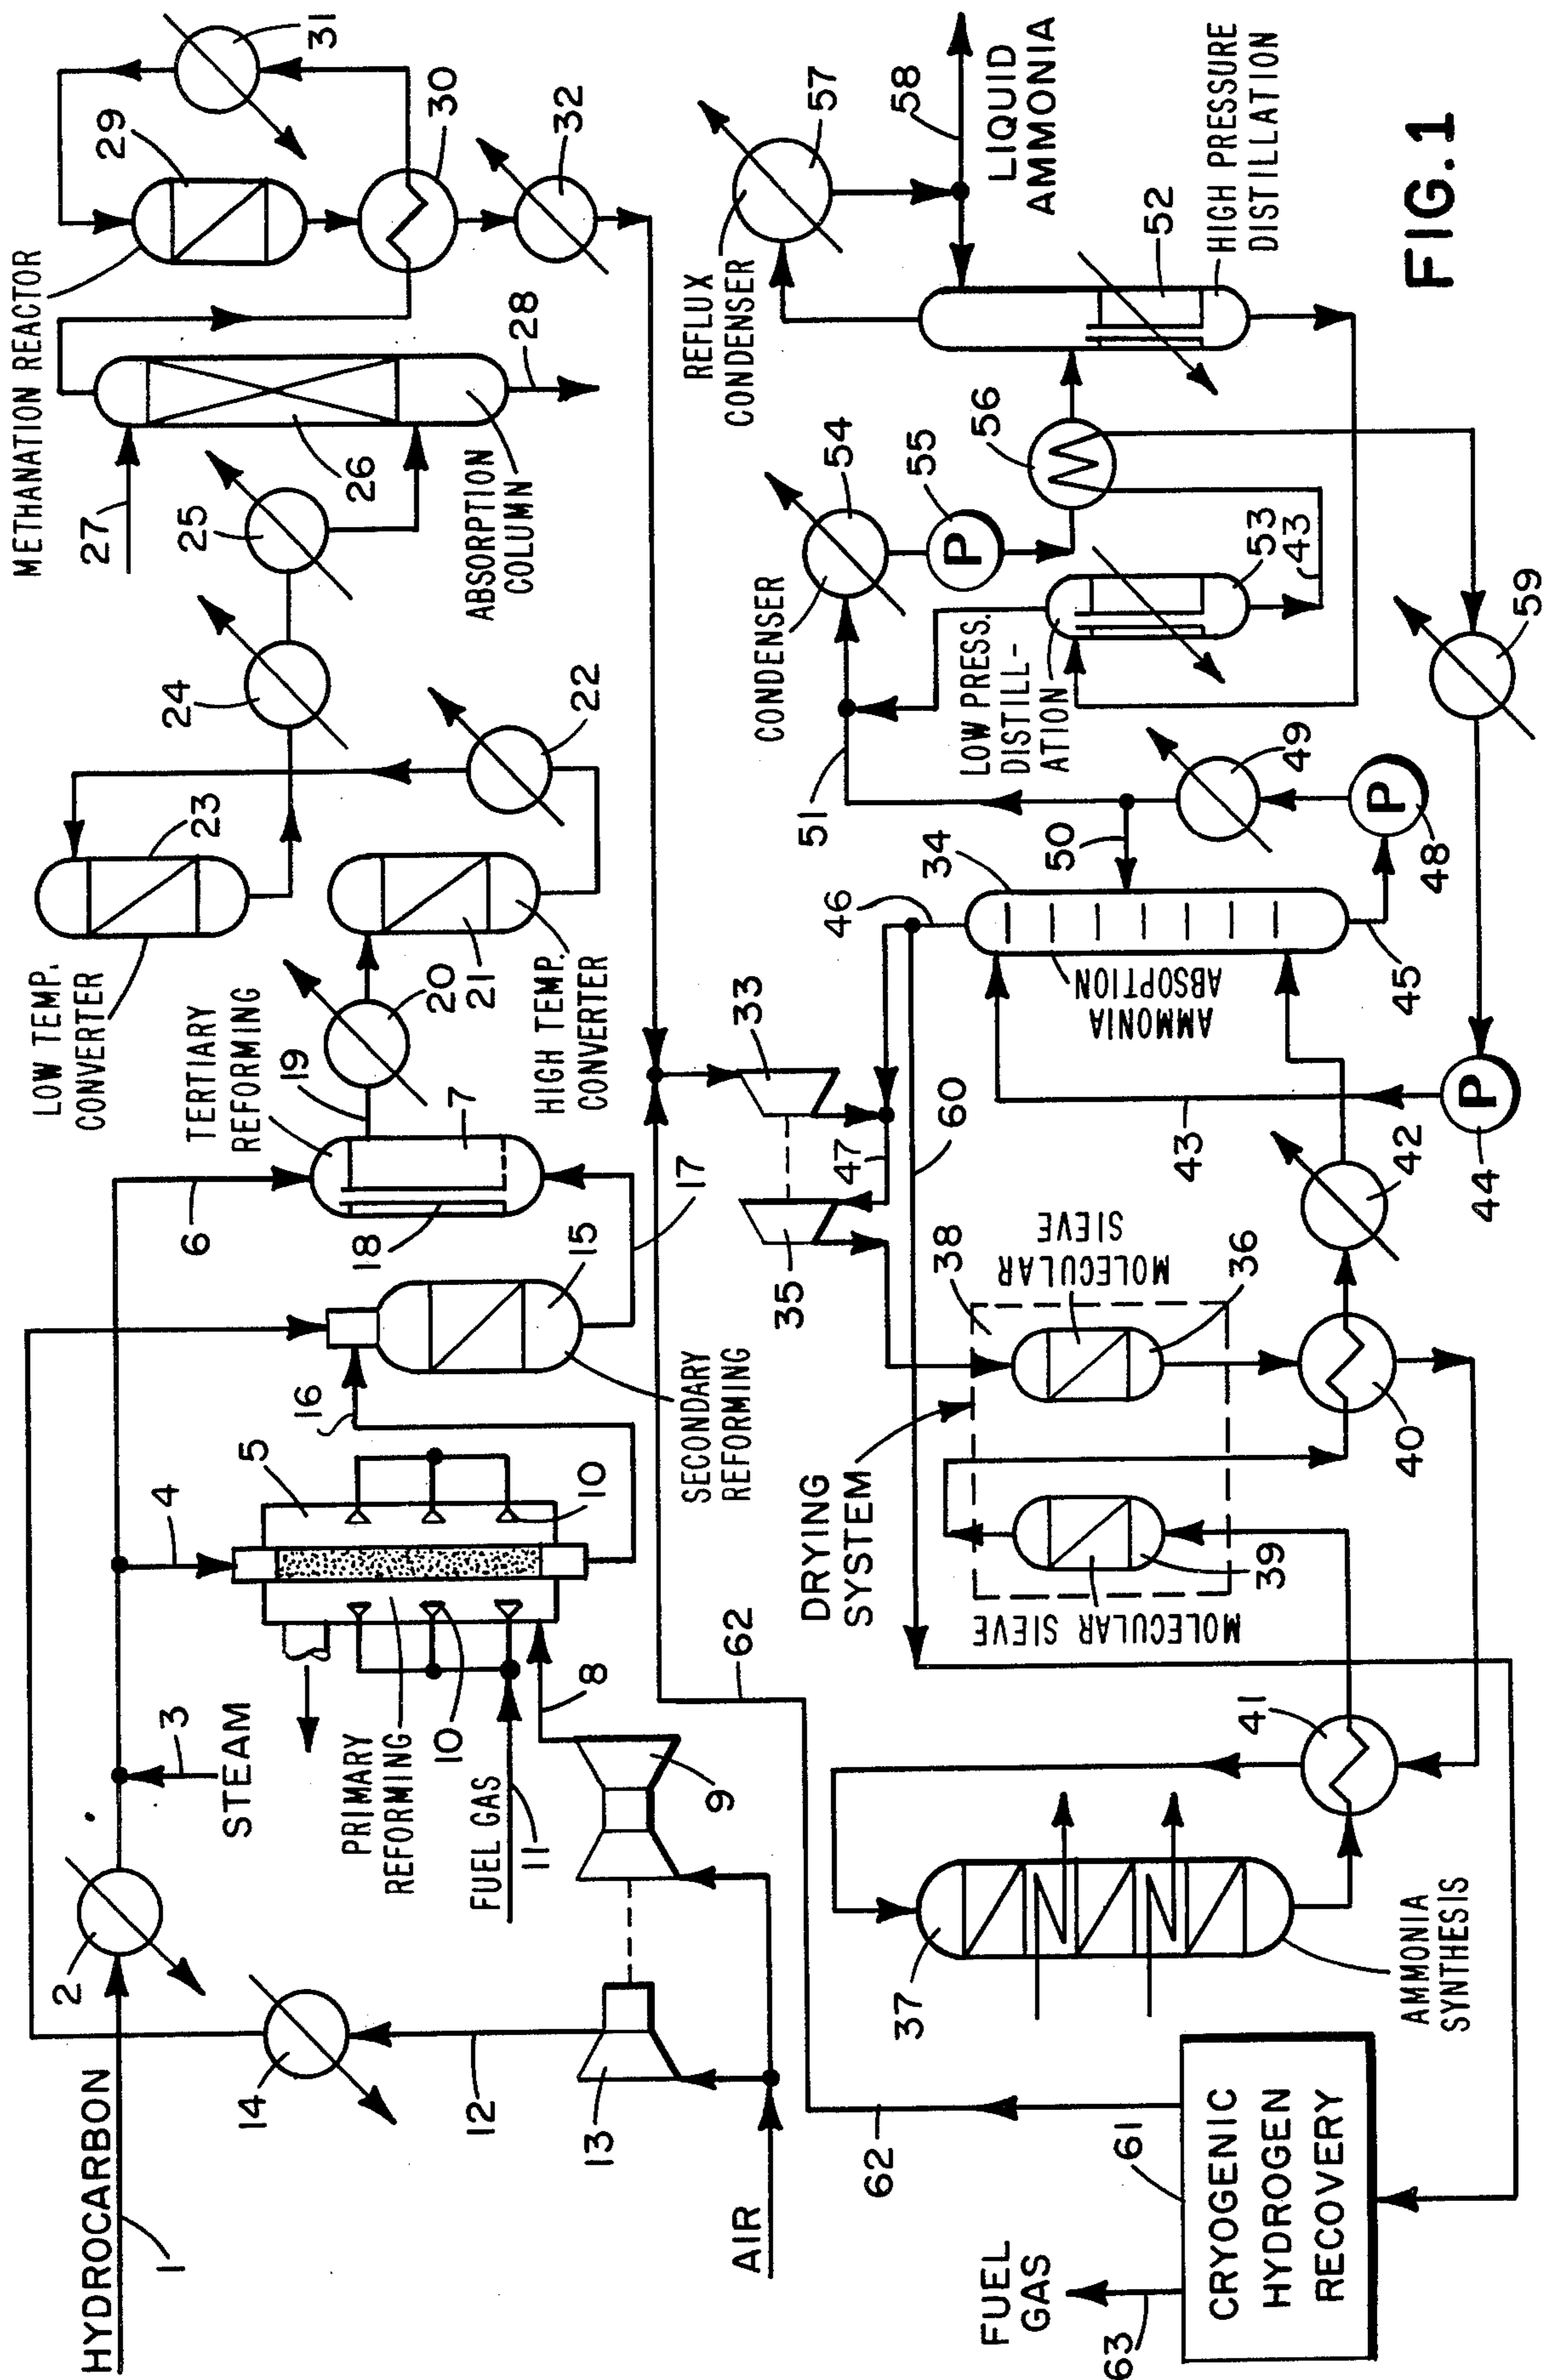 HYDROCARBON
1
2
STEAM
3
4
5
6
7
8
9
10
10
FUEL GAS
11
12
13
14
AIR
PRIMARY
REFORMING
SECONDARY
REFORMING
15
16
17
18
TERTIARY
REFORMING
19
20
21
HIGH TEMP.
CONVERTER
22
LOW TEMP.
CONVERTER
23
24
25
26
27
28
ABSORPTION
COLUMN
METHANATION REACTOR
29
30
31
32
33
35
47
60
62
62
61
CRYOGENIC
HYDROGEN
RECOVERY
FUEL
GAS
63
37
AMMONIA
SYNTHESIS
41
DRYING
SYSTEM
38
MOLECULAR
SIEVE
36
MOLECULAR SIEVE
39
40
42
43
44
AMMONIA
ABSOPTION
34
45
46
48
49
50
51
CONDENSER
54
P
55
P
P
56
LOW PRESS.
DISTILL-
ATION
53
43
59
REFLUX
CONDENSER
57
58
LIQUID
AMMONIA
52
HIGH PRESSURE
DISTILLATION
FIG.1